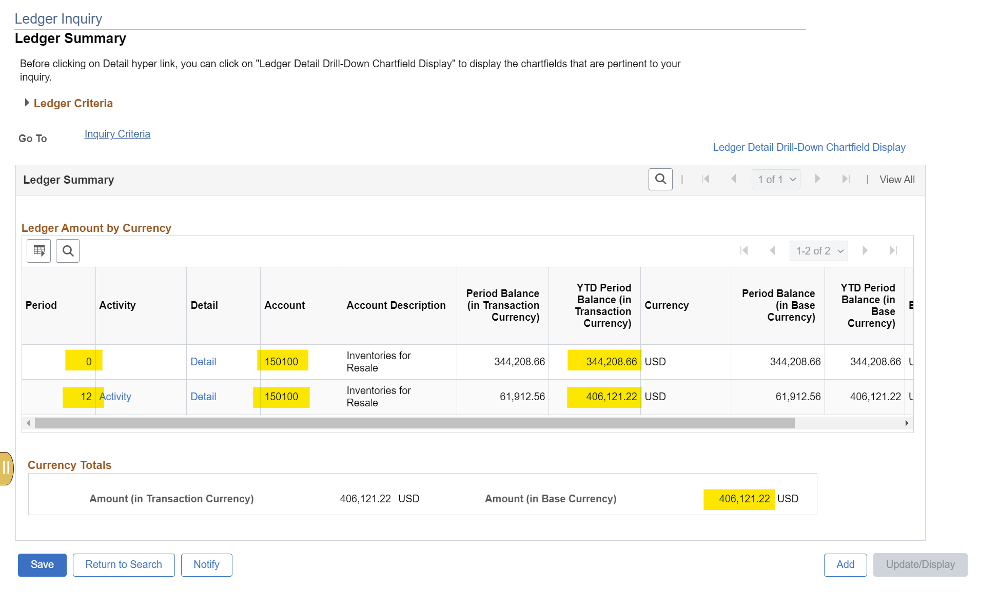 Ledger Inquiry
Ledger Summary
Before clicking on Detail hyper link, you can click on "Ledger Detail Drill-Down Chartfield Display" to display the chartfields that are pertinent to your
inquiry.
Ledger Criteria
Go To
Inquiry Criteria
Ledger Detail Drill-Down Chartfield Display
Ledger Summary
| 1 of 1 | View All
Ledger Amount by Currency
1-2 of 2
Period
Activity
Detail
Account
Account Description
Period Balance
(in Transaction
Currency)
YTD Period
Balance (in
Transaction
Currency)
Currency
Period Balance
(in Base
Currency)
YTD Period
Balance (in
Base
Currency)
0 Detail 150100 Inventories for
Resale 344,208.66 344,208.66 USD 344,208.66 344,208.66
12 Activity Detail 150100 Inventories for
Resale 61,912.56 406,121.22 USD 61,912.56 406,121.22
Currency Totals
Amount (in Transaction Currency) 406,121.22 USD Amount (in Base Currency) 406,121.22 USD
Save Return to Search Notify Add Update/Display